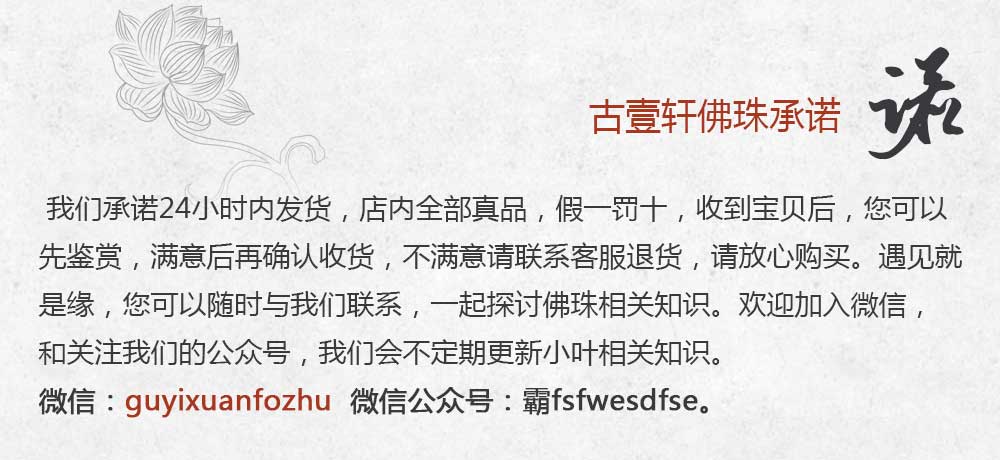 古壹轩佛珠承诺 诺
我们承诺24小时内发货，店内全部真品，假一罚十，收到宝贝后，您可以
先鉴赏，满意后再确认收货，不满意请联系客服退货，请放心购买。遇见就
是缘，您可以随时与我们联系，一起探讨佛珠相关知识。欢迎加入微信，
和关注我们的公众号，我们会不定期更新小叶相关知识。
微信：guyixuanfozhu 微信公众号：霸fsfwesdfse。